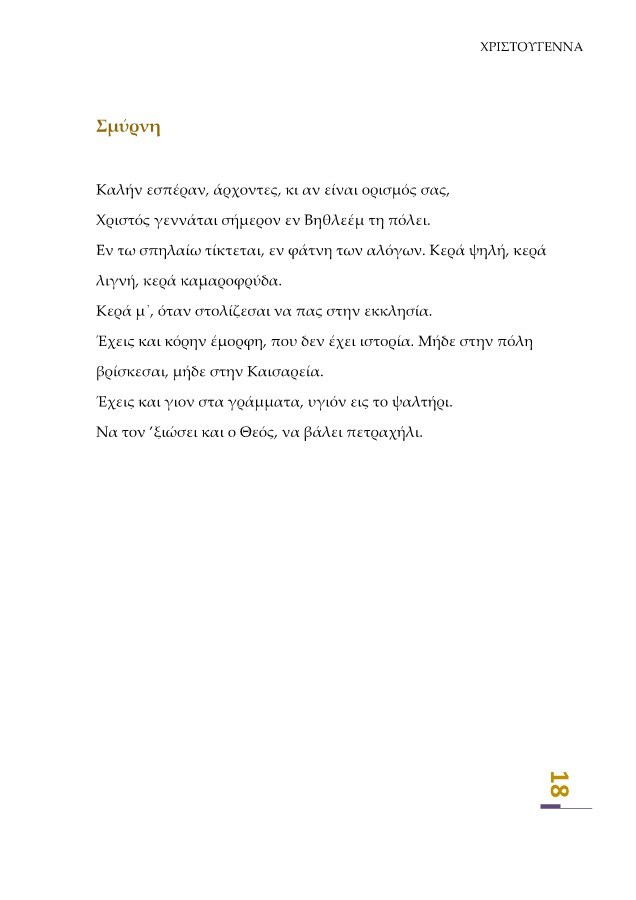 ΧΡΙΣΤΟΥΓΕΝΝΑ
Σμύρνη
Καλήν εσπέραν, άρχοντες, κι αν είναι ορισμός σας,
Χριστός γεννάται σήμερον εν Βηθλεέμ τη πόλει.
Εν τω σπηλαίω τίκτεται, εν φάτνη των αλόγων. Κερά ψηλή, κερά
λιγνή, κερά καμαροφρύδα.
Κερά μ᾽, όταν στολίζεσαι να πας στην εκκλησία.
Έχεις και κόρην έμορφη, που δεν έχει ιστορία. Μήδε στην πόλη
βρίσκεσαι, μήδε στην Καισαρεία.
Έχεις και γιον στα γράμματα, υγιόν εις το ψαλτήρι.
Να τον ’ξιώσει και ο Θεός, να βάλει πετραχήλι.
18